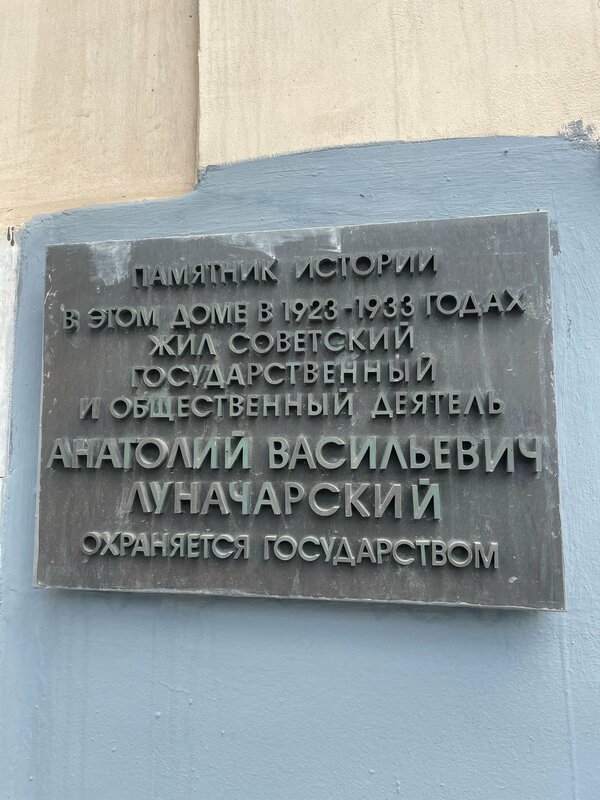 ПАМЯТНИК ИСТОРИИ
В ЭТОМ ДОМЕ В 1923-1933 ГОДАХ
ЖИЛ СОВЕТСКИЙ
ГОСУДАРСТВЕННЫЙ
И ОБЩЕСТВЕННЫЙ ДЕЯТЕЛЬ
АНАТОЛИЙ ВАСИЛЬЕВИЧ
ЛУНАЧАРСКИЙ
ОХРАНЯЕТСЯ ГОСУДАРСТВОМ